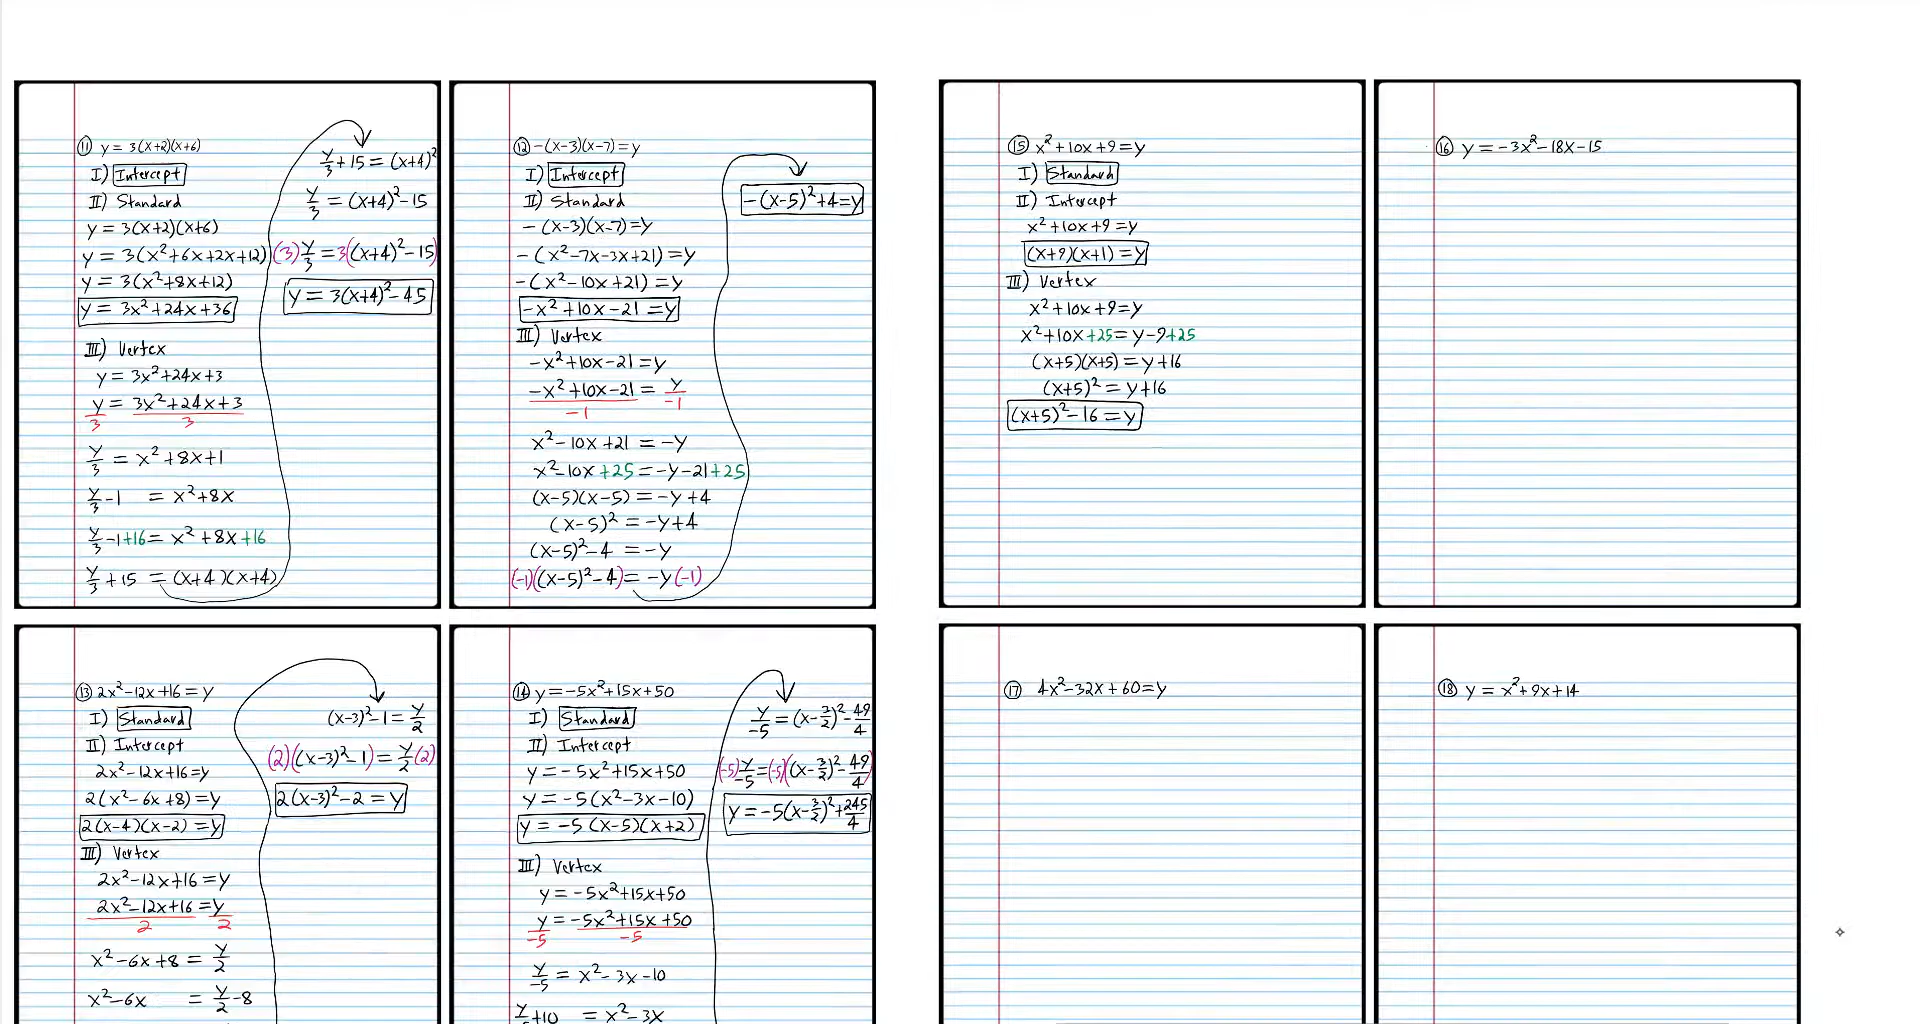 ⑪ y = 3(x+2)(x+6)
I) Intercept
II) Standard
y = 3(x+2)(x+6)
y = 3(x²+6x+2x+12)
y = 3(x²+8x+12)
y = 3x²+24x+36
III) Vertex
y = 3x²+24x+3
y/3 = (3x²+24x+3)/3
y/3 = x²+8x+1
y/3 -1 = x²+8x
y/3 -1+16 = x²+8x+16
y/3 +15 = (x+4)(x+4)
y/3 +15 = (x+4)²
y/3 = (x+4)²-15
(3)y/3 = 3((x+4)²-15)
y = 3(x+4)²-45
⑫ -(x-3)(x-7)=y
I) Intercept
II) Standard
-(x-3)(x-7)=y
-(x²-7x-3x+21)=y
-(x²-10x+21)=y
-x²+10x-21=y
III) Vertex
-x²+10x-21=y
(-x²+10x-21)/-1 = y/-1
x²-10x+21 = -y
x²-10x+25=-y-21+25
(x-5)(x-5) = -y+4
(x-5)² = -y+4
(x-5)²-4 = -y
(-1)((x-5)²-4)= -y(-1)
-(x-5)²+4=y
⑬ 2x²-12x+16=y
I) Standard
II) Intercept
2x²-12x+16=y
2(x²-6x+8)=y
2(x-4)(x-2)=y
III) Vertex
2x²-12x+16=y
(2x²-12x+16)/2 = y/2
x²-6x+8 = y/2
x²-6x = y/2 -8
(x-3)²-1 = y/2
(2)((x-3)²-1) = y/2 (2)
2(x-3)²-2 = y
⑭ y=-5x²+15x+50
I) Standard
II) Intercept
y=-5x²+15x+50
y=-5(x²-3x-10)
y = -5(x-5)(x+2)
III) Vertex
y=-5x²+15x+50
y/-5 = (-5x²+15x+50)/-5
y/-5 = x²-3x-10
y/-5 +10 = x²-3x
y/-5 = (x-3/2)²-49/4
(-5)y/-5=(-5)((x-3/2)²-49/4)
y=-5(x-3/2)²+245/4
⑮ x²+10x+9=y
I) Standard
II) Intercept
x²+10x+9=y
(x+9)(x+1)=y
III) Vertex
x²+10x+9=y
x²+10x+25=y-9+25
(x+5)(x+5)=y+16
(x+5)²=y+16
(x+5)²-16=y
⑯ y=-3x²-18x-15
⑰ 4x²-32x+60=y
⑱ y = x²+9x+14